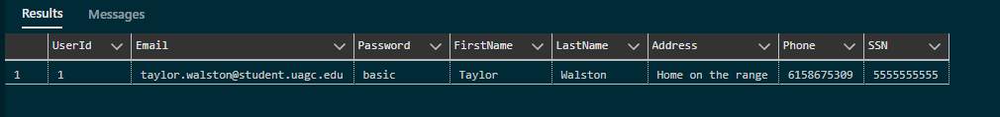 Results Messages
UserId Email Password FirstName LastName Address Phone SSN
1 1 taylor.walston@student.uagc.edu basic Taylor Walston Home on the range 6158675309 5555555555